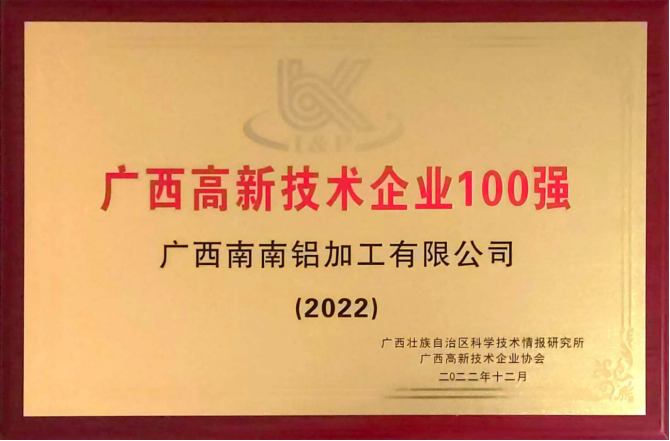 I&P
广西高新技术企业100强
广西南南铝加工有限公司
(2022)
广西壮族自治区科学技术情报研究所
广西高新技术企业协会
二〇二二年十二月